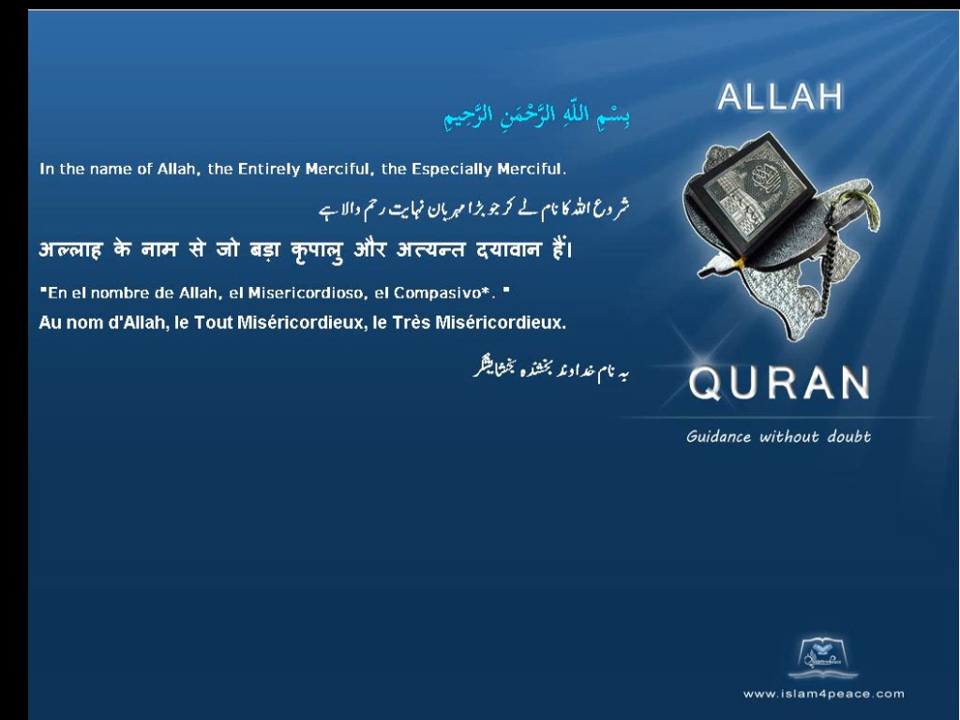 بِسْمِ اللَّهِ الرَّحْمَنِ الرَّحِيمِ
In the name of Allah, the Entirely Merciful, the Especially Merciful.
شروع الله کا نام لے کر جو بڑا مہربان نہایت رحم والا ہے
अल्लाह के नाम से जो बड़ा कृपालु और अत्यन्त दयावान हैं।
"En el nombre de Allah, el Misericordioso, el Compasivo*. "
Au nom d'Allah, le Tout Miséricordieux, le Très Miséricordieux.
به نام خداوند بخشنده بخشایشگر
ALLAH
QURAN
Guidance without doubt
www.islam4peace.com